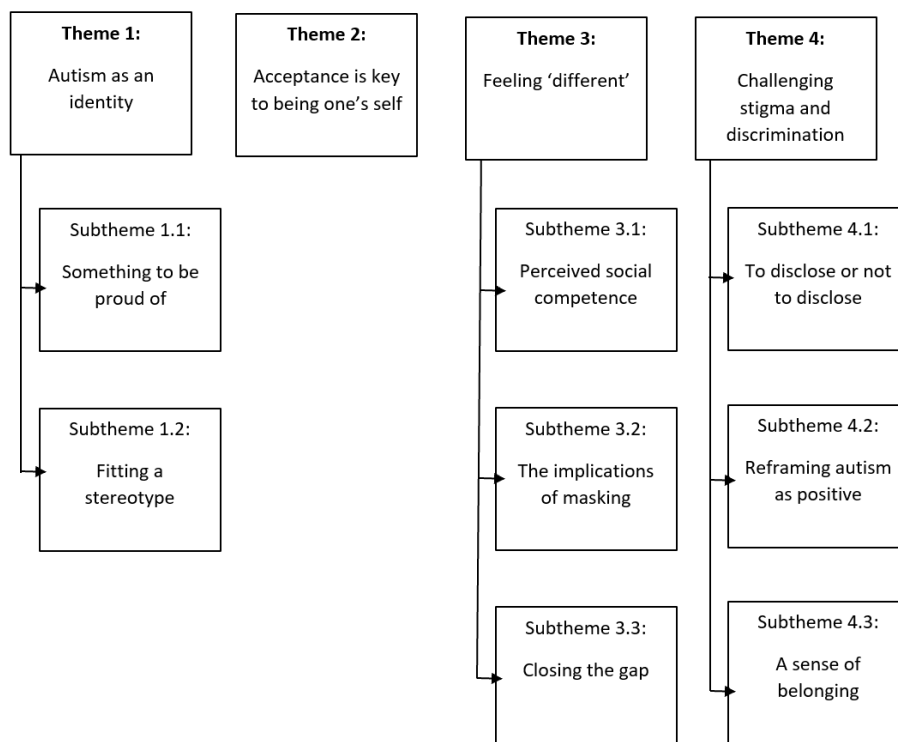 Theme 1:
Autism as an
identity
Theme 2:
Acceptance is key
to being one’s self
Theme 3:
Feeling ‘different’
Theme 4:
Challenging
stigma and
discrimination
Subtheme 1.1:
Something to be
proud of
Subtheme 1.2:
Fitting a
stereotype
Subtheme 3.1:
Perceived social
competence
Subtheme 3.2:
The implications
of masking
Subtheme 3.3:
Closing the gap
Subtheme 4.1:
To disclose or not
to disclose
Subtheme 4.2:
Reframing autism
as positive
Subtheme 4.3:
A sense of
belonging